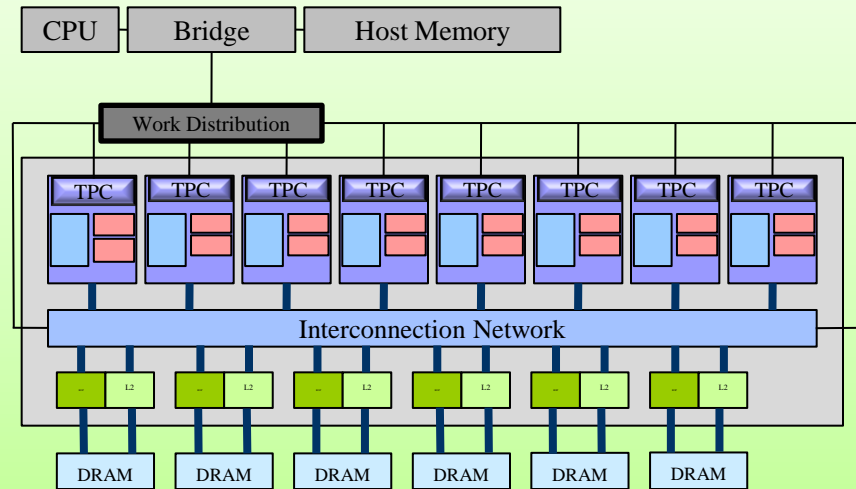 CPU
Bridge
Host Memory
Work Distribution
TPC TPC TPC TPC TPC TPC TPC TPC
Interconnection Network
L2 L2 L2 L2 L2 L2
DRAM DRAM DRAM DRAM DRAM DRAM